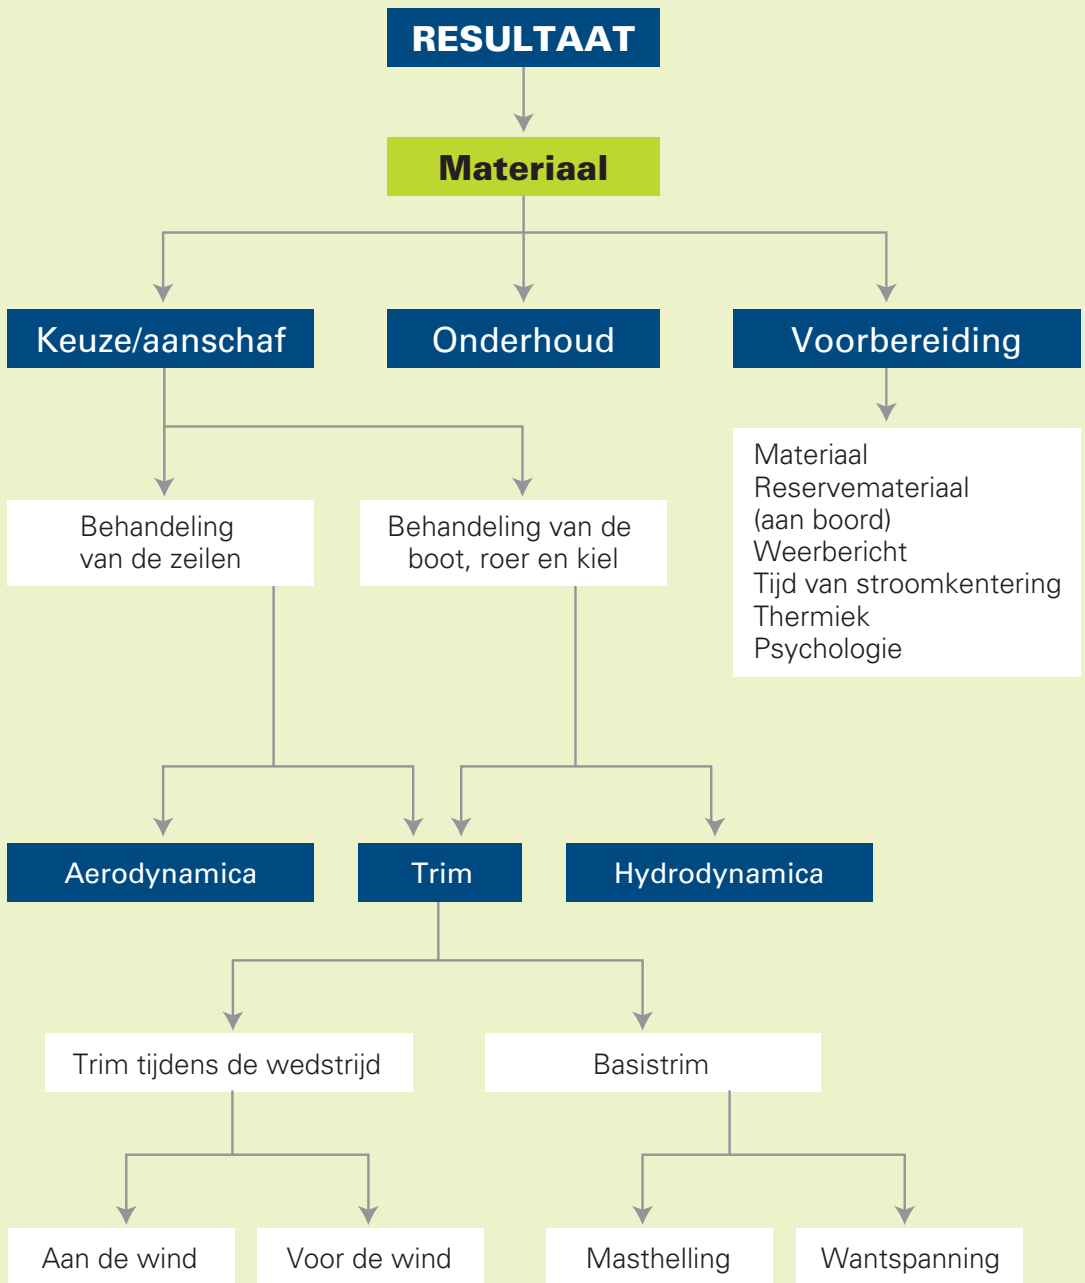 RESULTAAT
Materiaal
Keuze/aanschaf
Onderhoud
Voorbereiding
Materiaal
Reservemateriaal
(aan boord)
Weerbericht
Tijd van stroomkentering
Thermiek
Psychologie
Behandeling
van de zeilen
Behandeling van de
boot, roer en kiel
Aerodynamica
Trim
Hydrodynamica
Trim tijdens de wedstrijd
Basistrim
Aan de wind
Voor de wind
Masthelling
Wantspanning